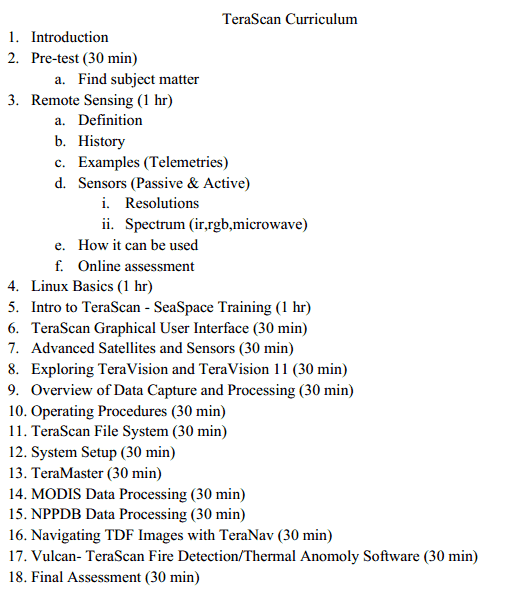 TeraScan Curriculum
1. Introduction
2. Pre-test (30 min)
a. Find subject matter
3. Remote Sensing (1 hr)
a. Definition
b. History
c. Examples (Telemetries)
d. Sensors (Passive & Active)
i. Resolutions
ii. Spectrum (ir,rgb,microwave)
e. How it can be used
f. Online assessment
4. Linux Basics (1 hr)
5. Intro to TeraScan - SeaSpace Training (1 hr)
6. TeraScan Graphical User Interface (30 min)
7. Advanced Satellites and Sensors (30 min)
8. Exploring TeraVision and TeraVision 11 (30 min)
9. Overview of Data Capture and Processing (30 min)
10. Operating Procedures (30 min)
11. TeraScan File System (30 min)
12. System Setup (30 min)
13. TeraMaster (30 min)
14. MODIS Data Processing (30 min)
15. NPPDB Data Processing (30 min)
16. Navigating TDF Images with TeraNav (30 min)
17. Vulcan- TeraScan Fire Detection/Thermal Anomoly Software (30 min)
18. Final Assessment (30 min)